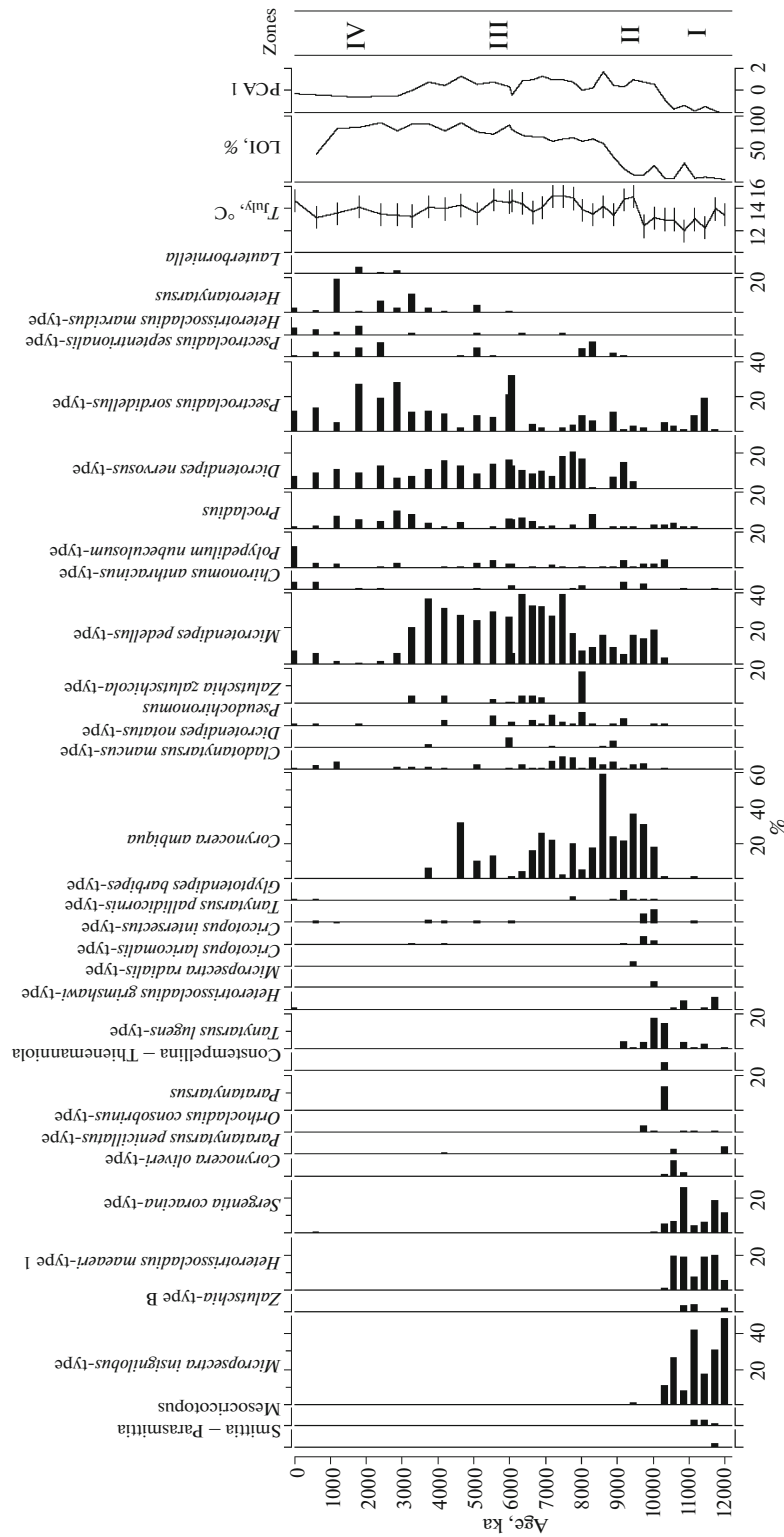 Age, ka
0
1000
2000
3000
4000
5000
6000
7000
8000
9000
10000
11000
12000
Smittia – Parasmittia
Mesocricotopus
Micropsectra insignilobus-type
20
40
Zalutschia-type B
Heterotrissocladius maeaeri-type 1
20
Sergentia coracina-type
20
Corynocera oliveri-type
Paratanytarsus penicillatus-type
Orthocladius consobrinus-type
Paratanytarsus
20
Constempellina – Thienemanniola
Tanytarsus lugens-type
20
Heterotrissocladius grimshawi-type
Micropsectra radialis-type
Cricotopus laricomalis-type
Cricotopus intersectus-type
Tanytarsus pallidicornis-type
Glyptotendipes barbipes-type
Corynocera ambiqua
20
40
60
%
Cladotanytarsus mancus-type
Dicrotendipes notatus-type
Pseudochironomus
Zalutschia zalutschicola-type
20
Microtendipes pedellus-type
20
40
Chironomus anthracinus-type
Polypedilum nubeculosum-type
20
Procladius
20
Dicrotendipes nervosus-type
20
Psectrocladius sordidellus-type
20
40
Psectrocladius septentrionalis-type
Heterotrissocladius marcidus-type
Heterotanytarsus
20
Lauterborniella
T July, °C
12
14
16
LOI, %
50
100
PCA 1
0
0
2
Zones
IV
III
II
I